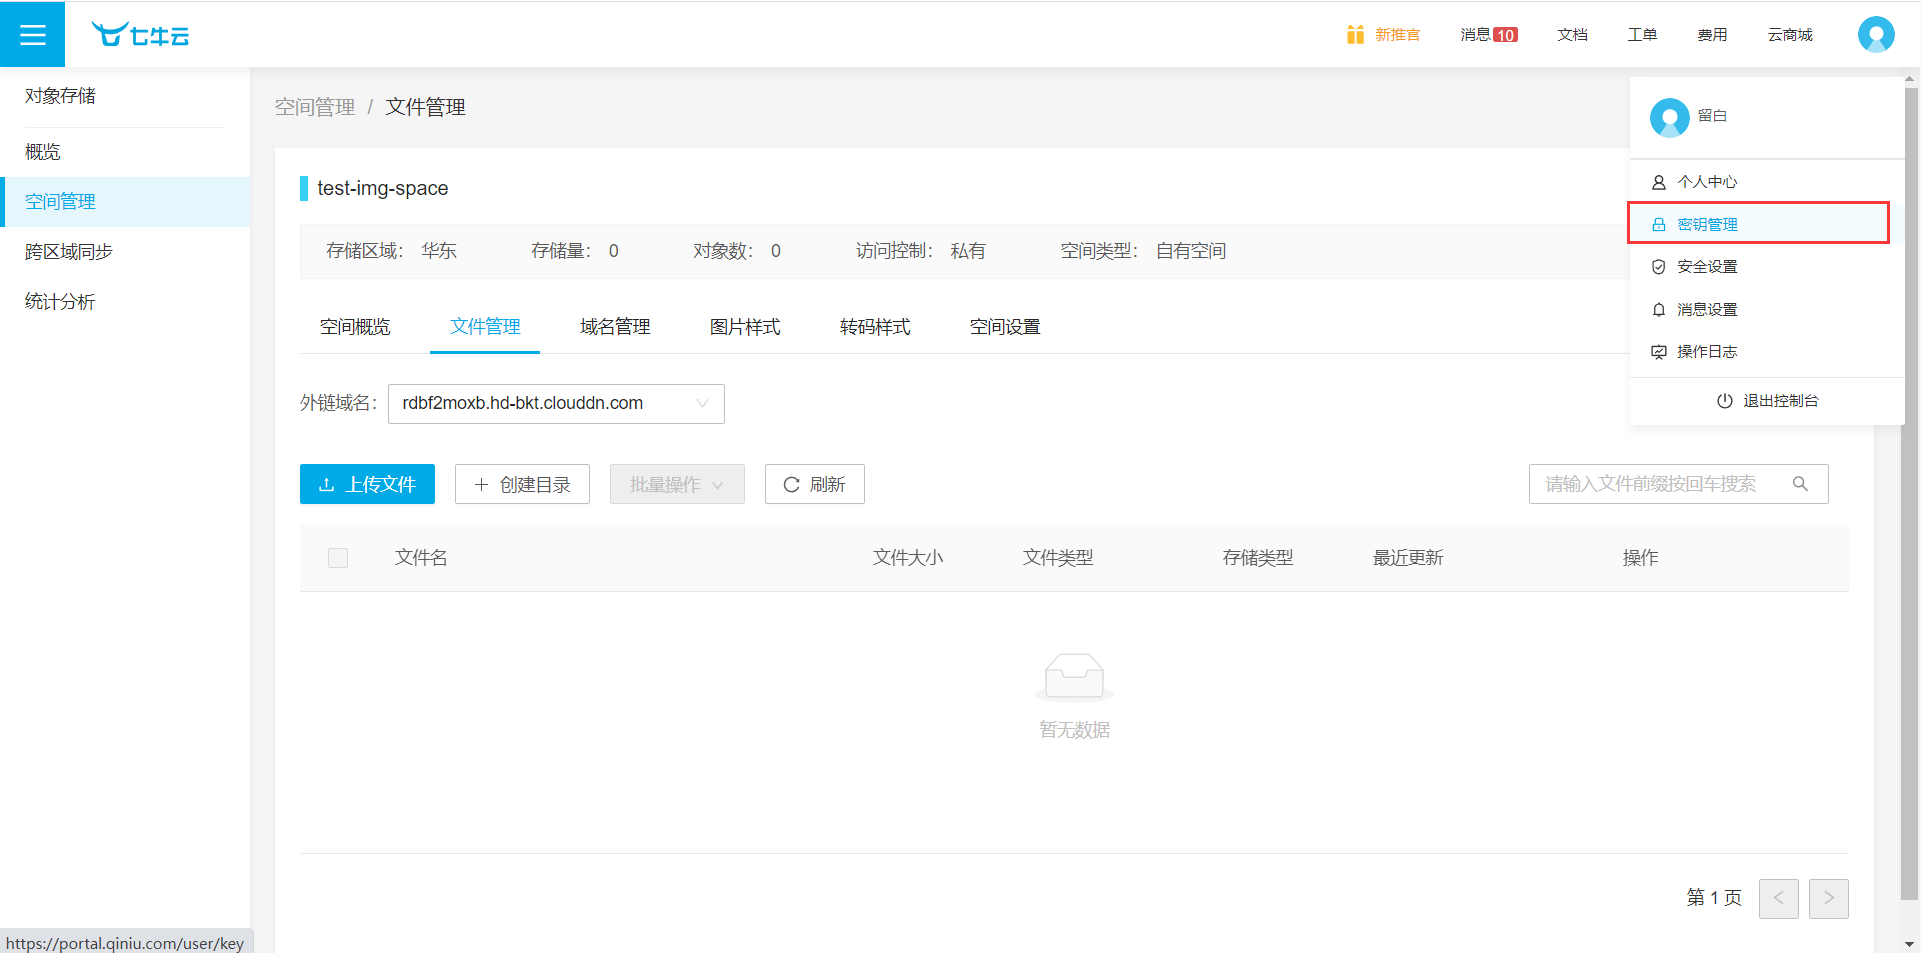 七牛云
新推官
消息 10
文档
工单
费用
云商城
对象存储
概览
空间管理
跨区域同步
统计分析
空间管理 / 文件管理
test-img-space
存储区域： 华东
存储量： 0
对象数： 0
访问控制： 私有
空间类型： 自有空间
空间概览
文件管理
域名管理
图片样式
转码样式
空间设置
外链域名： rdbf2moxb.hd-bkt.clouddn.com
上传文件
创建目录
批量操作
刷新
请输入文件前缀按回车搜索
文件名
文件大小
文件类型
存储类型
最近更新
操作
暂无数据
第 1 页
留白
个人中心
密钥管理
安全设置
消息设置
操作日志
退出控制台
https://portal.qiniu.com/user/key